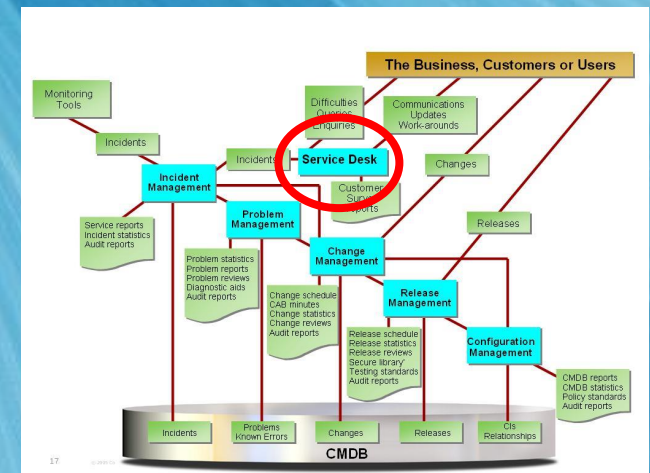 The Business, Customers or Users
Monitoring
Tools
Difficulties
Queries
Enquiries
Communications
Updates
Work-arounds
Incidents
Incidents
Service Desk
Changes
Incident
Management
Customer
Survey
reports
Problem
Management
Releases
Service reports
Incident statistics
Audit reports
Change
Management
Problem statistics
Problem reports
Problem reviews
Diagnostic aids
Audit reports
Release
Management
Change schedule
CAB minutes
Change statistics
Change reviews
Audit reports
Release schedule
Release statistics
Release reviews
Secure library'
Testing standards
Audit reports
Configuration
Management
CMDB reports
CMDB statistics
Policy standards
Audit reports
Incidents
Problems
Known Errors
Changes
Releases
CIs
Relationships
CMDB
17